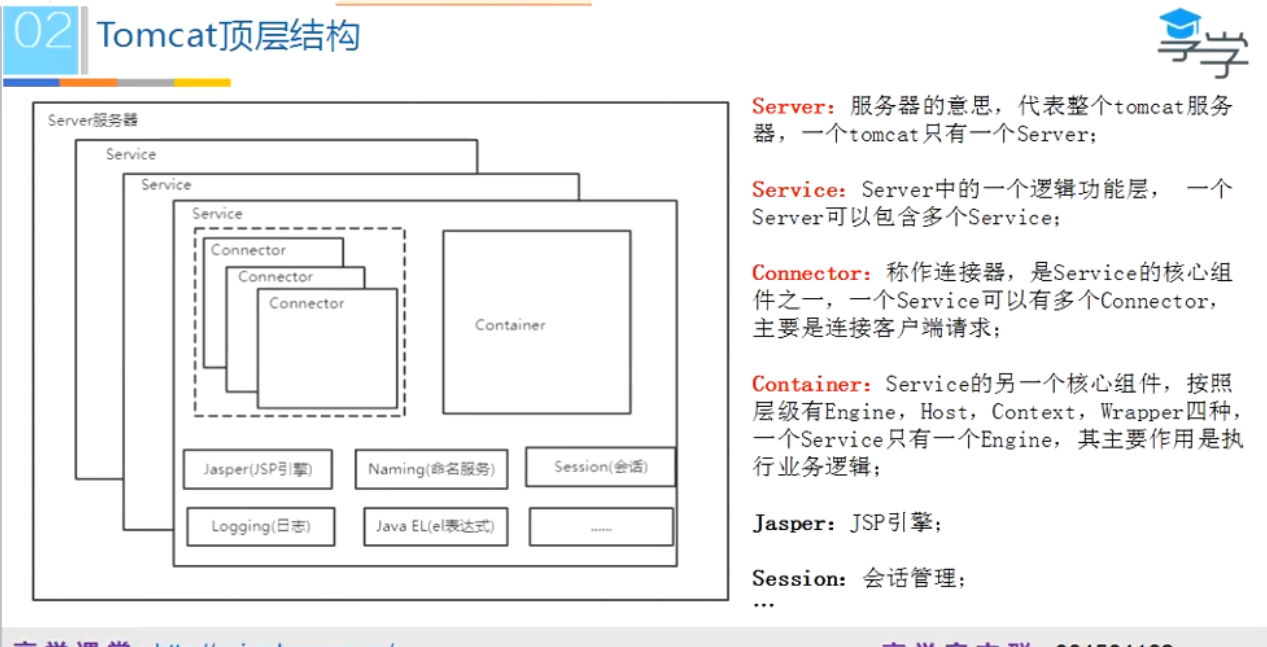 02
Tomcat顶层结构
享学
Server服务器
Service
Service
Service
Connector
Connector
Connector
Container
Jasper(JSP引擎)
Naming(命名服务)
Session(会话)
Logging(日志)
Java EL(el表达式)
......
Server：服务器的意思，代表整个tomcat服务
器，一个tomcat只有一个Server；
Service：Server中的一个逻辑功能层， 一个
Server可以包含多个Service；
Connector：称作连接器，是Service的核心组
件之一，一个Service可以有多个Connector，
主要是连接客户端请求；
Container：Service的另一个核心组件，按照
层级有Engine，Host，Context，Wrapper四种，
一个Service只有一个Engine，其主要作用是执
行业务逻辑；
Jasper：JSP引擎；
Session：会话管理；
…